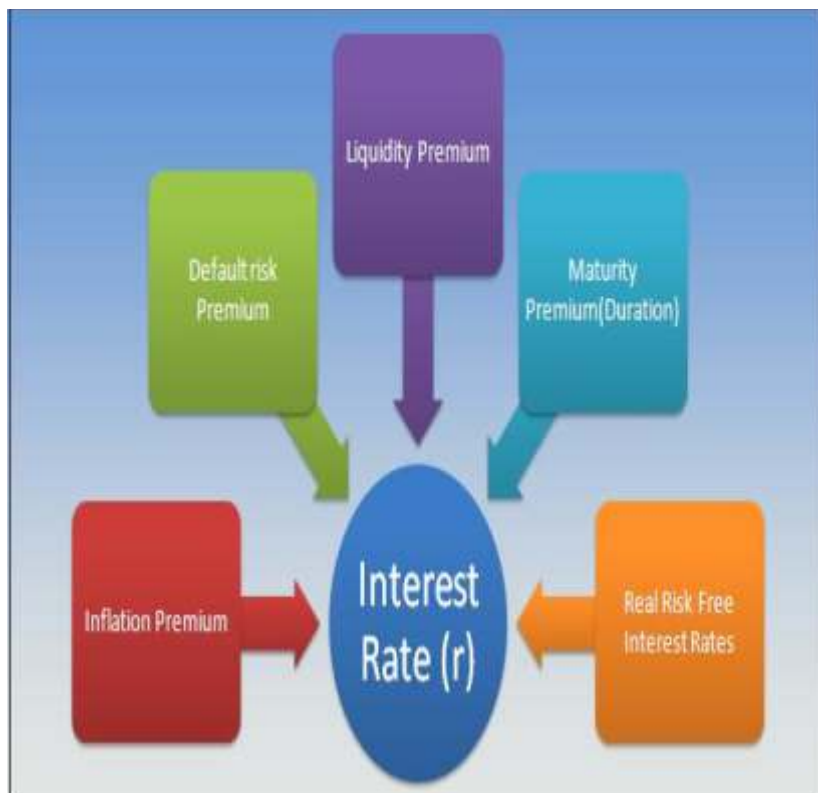 Liquidity Premium
Default risk
Premium
Maturity
Premium(Duration)
Inflation Premium
Interest
Rate (r)
Real Risk Free
Interest Rates